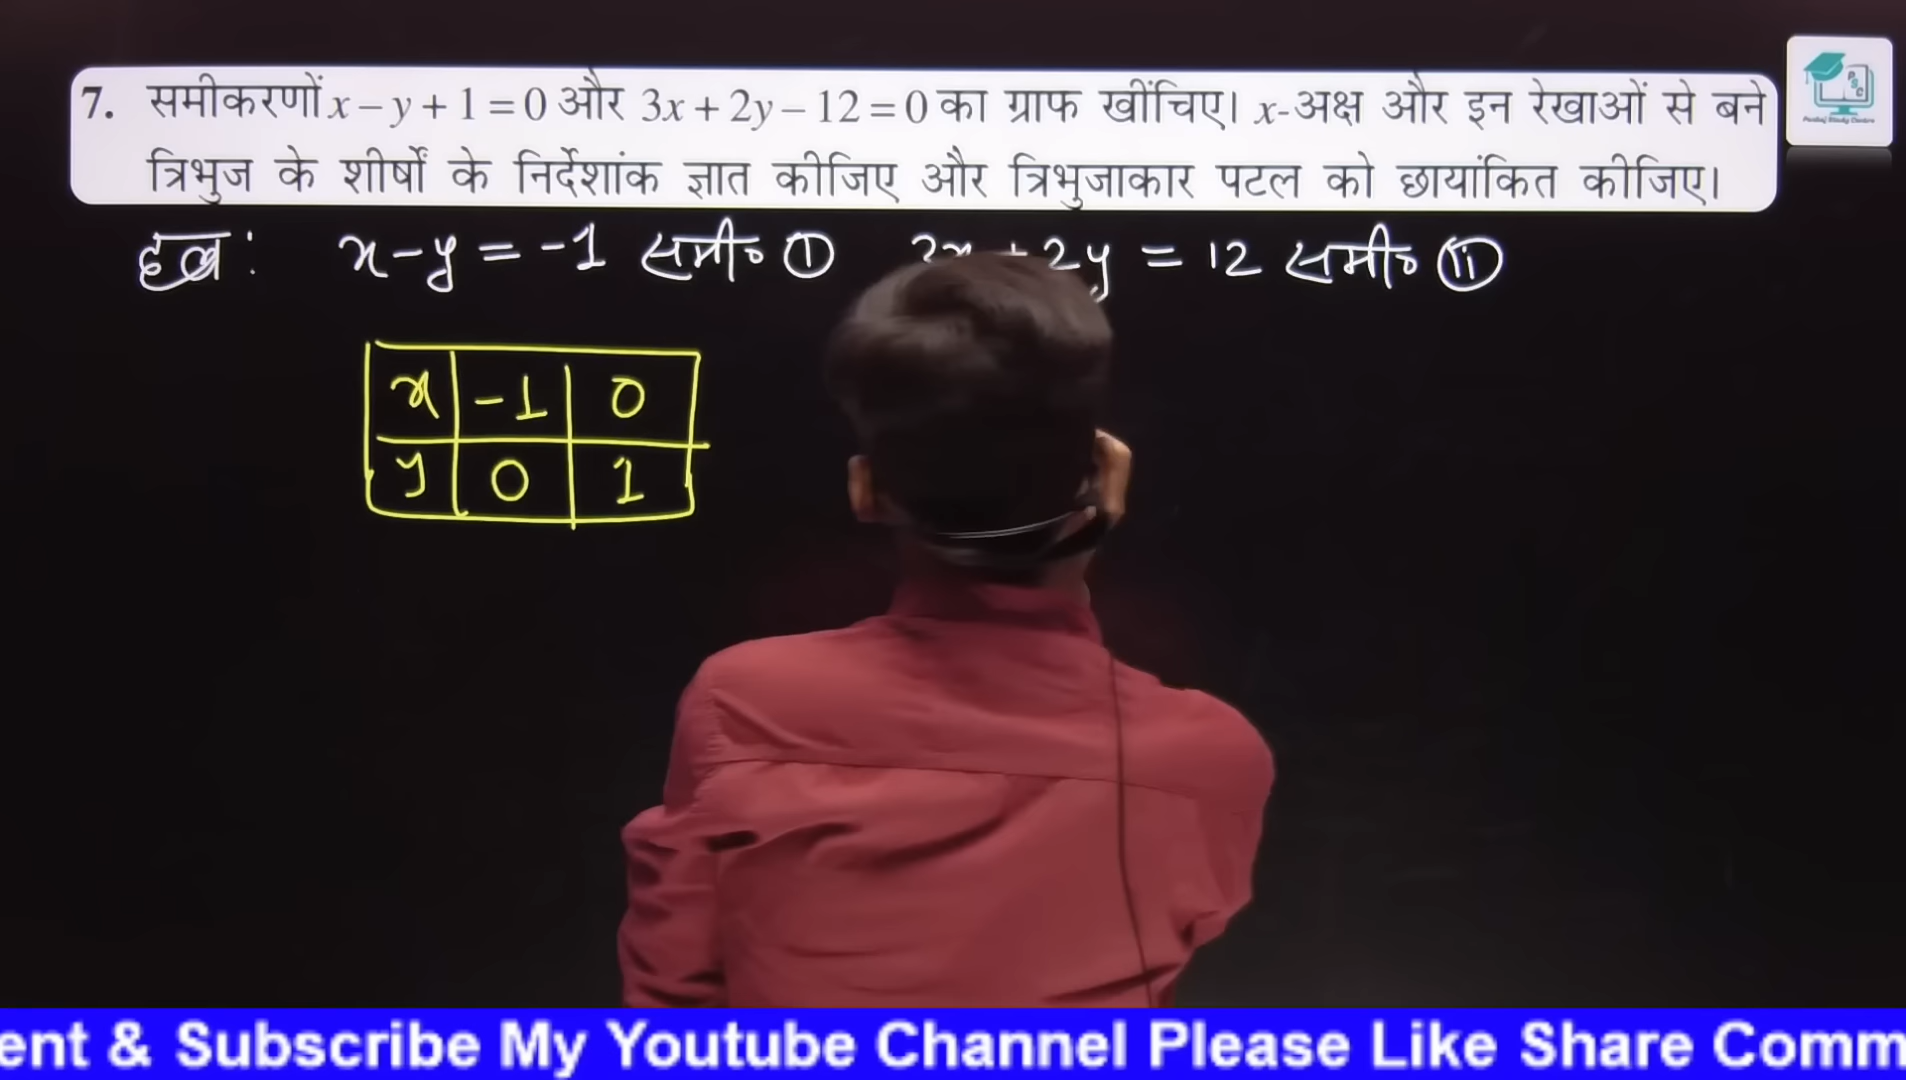 7. समीकरणों x – y + 1 = 0 और 3x + 2y – 12 = 0 का ग्राफ खींचिए। x-अक्ष और इन रेखाओं से बने
त्रिभुज के शीर्षों के निर्देशांक ज्ञात कीजिए और त्रिभुजाकार पटल को छायांकित कीजिए।
हल: x - y = -1 समी० ① + 2y = 12 समी० ⓘⓘ
x -1 0
y 0 1
ent & Subscribe My Youtube Channel Please Like Share Comm